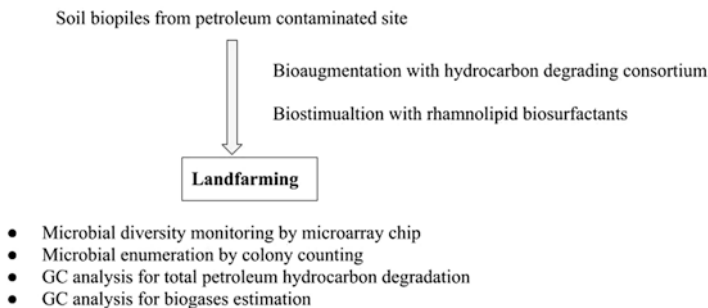 Soil biopiles from petroleum contaminated site
Bioaugmentation with hydrocarbon degrading consortium
Biostimualtion with rhamnolipid biosurfactants
Landfarming
● Microbial diversity monitoring by microarray chip
● Microbial enumeration by colony counting
● GC analysis for total petroleum hydrocarbon degradation
● GC analysis for biogases estimation